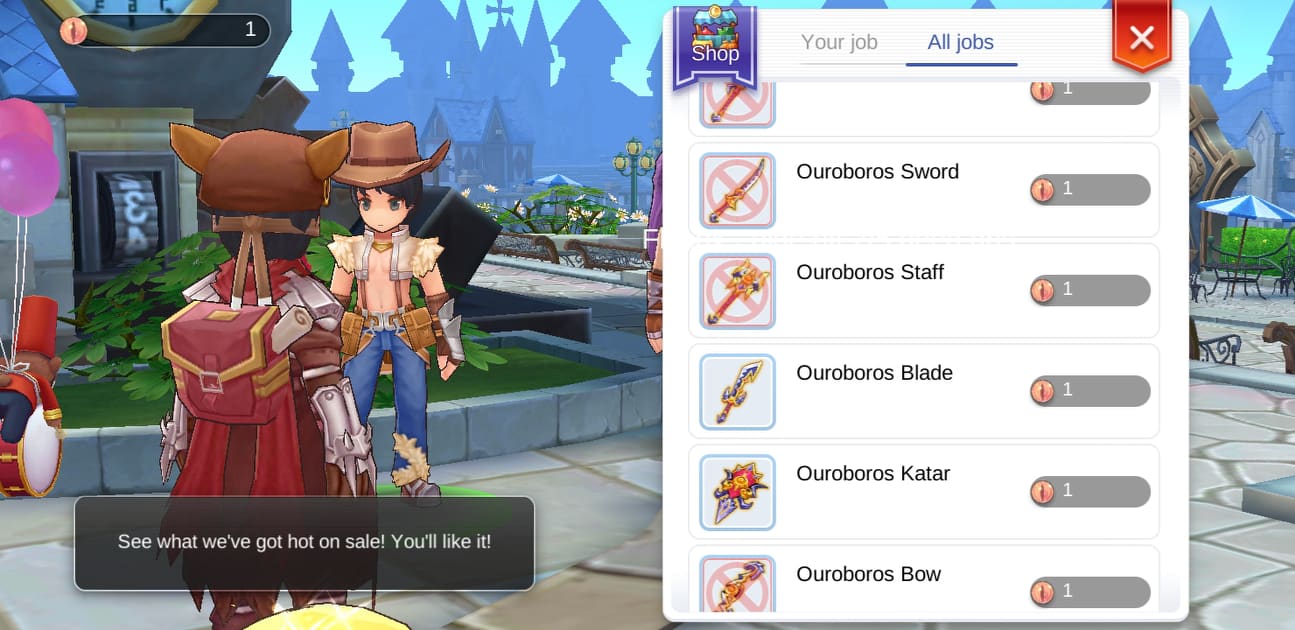 1
Shop
Your job
All jobs
1
Ouroboros Sword
1
Ouroboros Staff
1
Ouroboros Blade
1
Ouroboros Katar
1
Ouroboros Bow
1
See what we've got hot on sale! You'll like it!